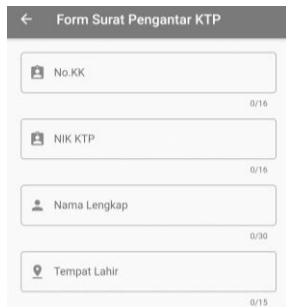 Form Surat Pengantar KTP
No.KK
0/16
NIK KTP
0/16
Nama Lengkap
0/30
Tempat Lahir
0/15